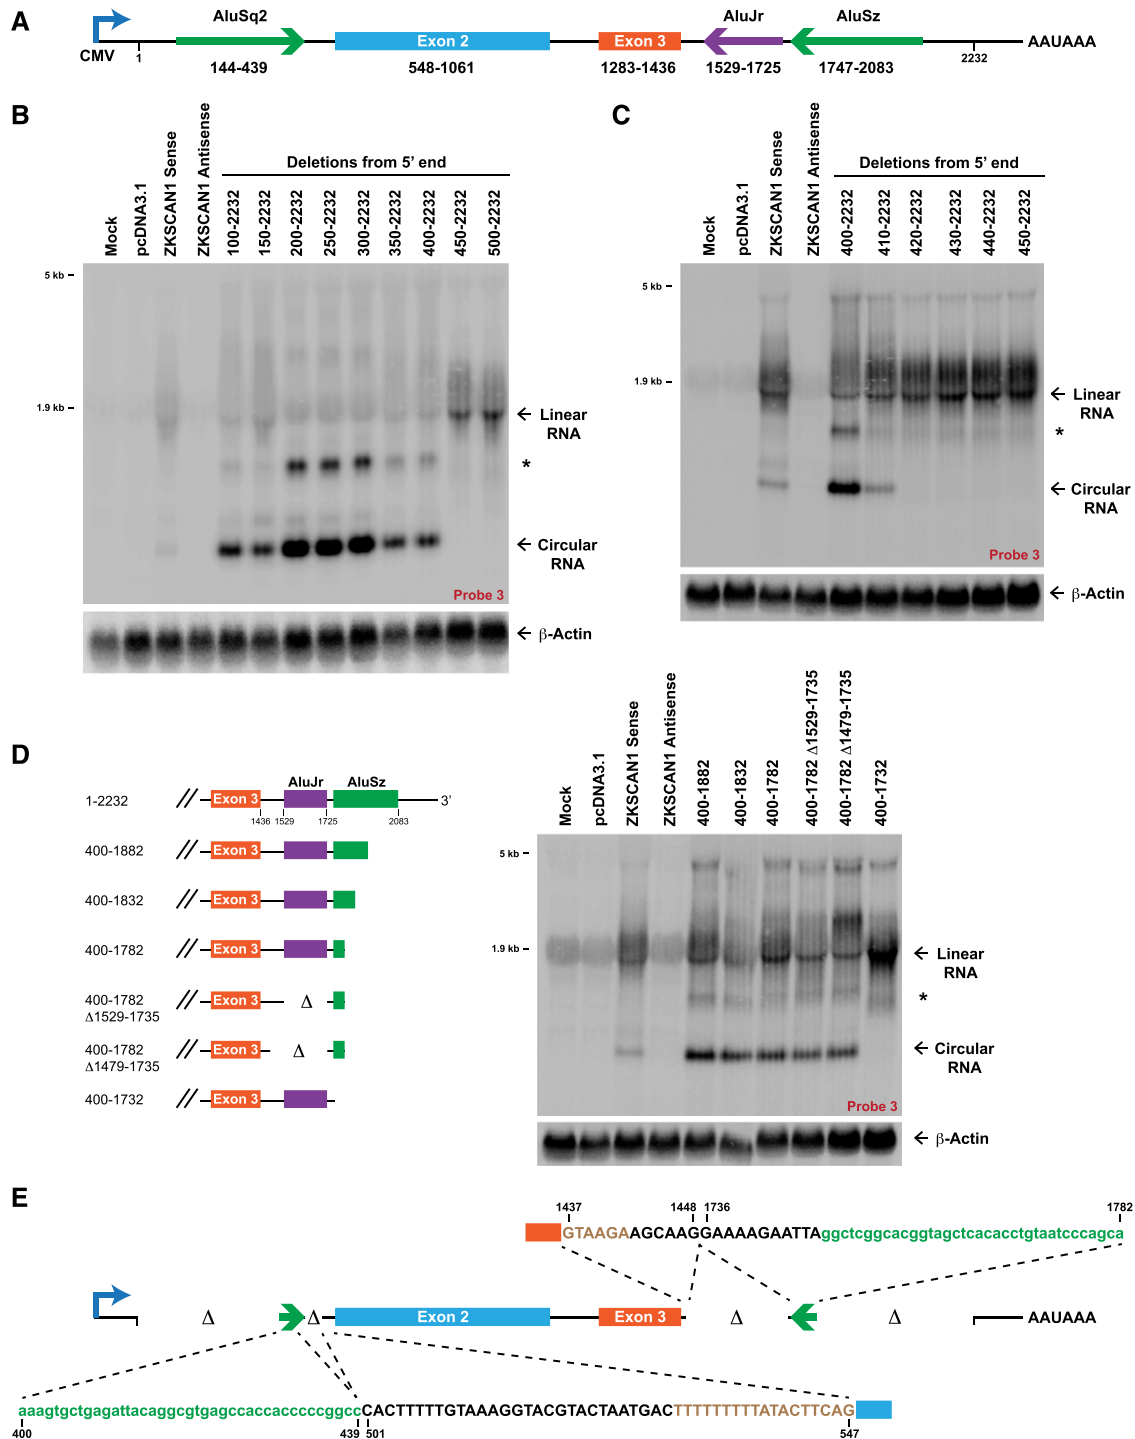 A
CMV
1
AluSq2
144-439
Exon 2
548-1061
Exon 3
1283-1436
AluJr
1529-1725
AluSz
1747-2083
2232
AAUAAA
B
Mock
pcDNA3.1
ZKSCAN1 Sense
ZKSCAN1 Antisense
Deletions from 5’ end
100-2232
150-2232
200-2232
250-2232
300-2232
350-2232
400-2232
450-2232
500-2232
5 kb
1.9 kb
Linear
RNA
*
Circular
RNA
Probe 3
β-Actin
C
Mock
pcDNA3.1
ZKSCAN1 Sense
ZKSCAN1 Antisense
Deletions from 5’ end
400-2232
410-2232
420-2232
430-2232
440-2232
450-2232
5 kb
1.9 kb
Linear
RNA
*
Circular
RNA
Probe 3
β-Actin
D
AluJr
AluSz
1-2232
Exon 3
3’
1436
1529
1725
2083
400-1882
Exon 3
400-1832
Exon 3
400-1782
Exon 3
400-1782
Δ1529-1735
Exon 3
Δ
400-1782
Δ1479-1735
Exon 3
Δ
400-1732
Exon 3
Mock
pcDNA3.1
ZKSCAN1 Sense
ZKSCAN1 Antisense
400-1882
400-1832
400-1782
400-1782 Δ1529-1735
400-1782 Δ1479-1735
400-1732
5 kb
1.9 kb
Linear
RNA
*
Circular
RNA
Probe 3
β-Actin
E
1437
1448
1736
1782
GTAAGAAGCAAGGAAAAGAATTAggctcggcacggtagctcacacctgtaatcccagca
Δ
Δ
Exon 2
Exon 3
Δ
Δ
AAUAAA
aaagtgctgagattacaggcgtgagccaccacccccggccCACTTTTTGTAAAGGTACGTACTAATGACTTTTTTTTTATACTTCAG
400
439
501
547